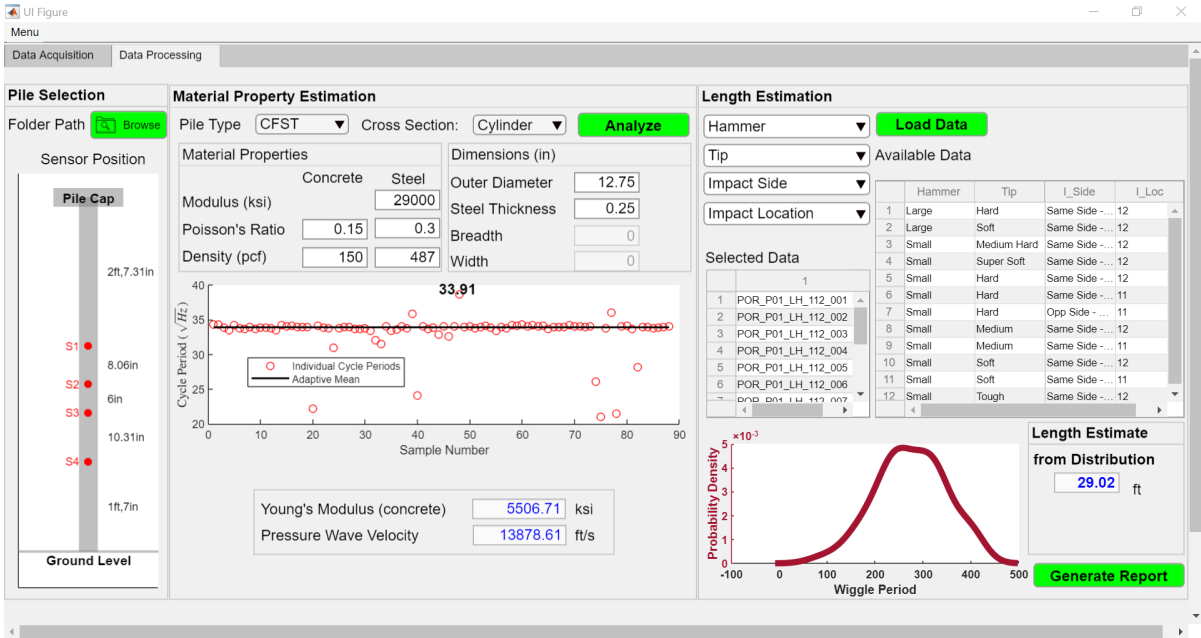 UI Figure
Menu
Data Acquisition
Data Processing
Pile Selection
Folder Path
Browse
Sensor Position
Pile Cap
2ft,7.31in
S1
8.06in
S2
6in
S3
10.31in
S4
1ft,7in
Ground Level
Material Property Estimation
Pile Type CFST Cross Section: Cylinder Analyze
Material Properties
Concrete Steel
Modulus (ksi) 29000
Poisson's Ratio 0.15 0.3
Density (pcf) 150 487
Dimensions (in)
Outer Diameter 12.75
Steel Thickness 0.25
Breadth 0
Width 0
33.91
Cycle Period (√Hz)
40
35
30
25
20
Individual Cycle Periods
Adaptive Mean
0 10 20 30 40 50 60 70 80 90
Sample Number
Young's Modulus (concrete) 5506.71 ksi
Pressure Wave Velocity 13878.61 ft/s
Length Estimation
Hammer
Tip
Impact Side
Impact Location
Load Data
Available Data
Hammer Tip I_Side I_Loc
1 Large Hard Same Side -... 12
2 Large Soft Same Side -... 12
3 Small Medium Hard Same Side -... 12
4 Small Super Soft Same Side -... 12
5 Small Hard Same Side -... 12
6 Small Hard Same Side -... 11
7 Small Hard Opp Side - ... 11
8 Small Medium Same Side -... 12
9 Small Medium Same Side -... 11
10 Small Soft Same Side -... 12
11 Small Soft Same Side -... 11
12 Small Tough Same Side -... 12
Selected Data
1
1 POR_P01_LH_112_001
2 POR_P01_LH_112_002
3 POR_P01_LH_112_003
4 POR_P01_LH_112_004
5 POR_P01_LH_112_005
6 POR_P01_LH_112_006
7 POR_P01_LH_112_007
×10-3
Probability Density
5
4
3
2
1
0
-100 0 100 200 300 400 500
Wiggle Period
Length Estimate
from Distribution
29.02 ft
Generate Report